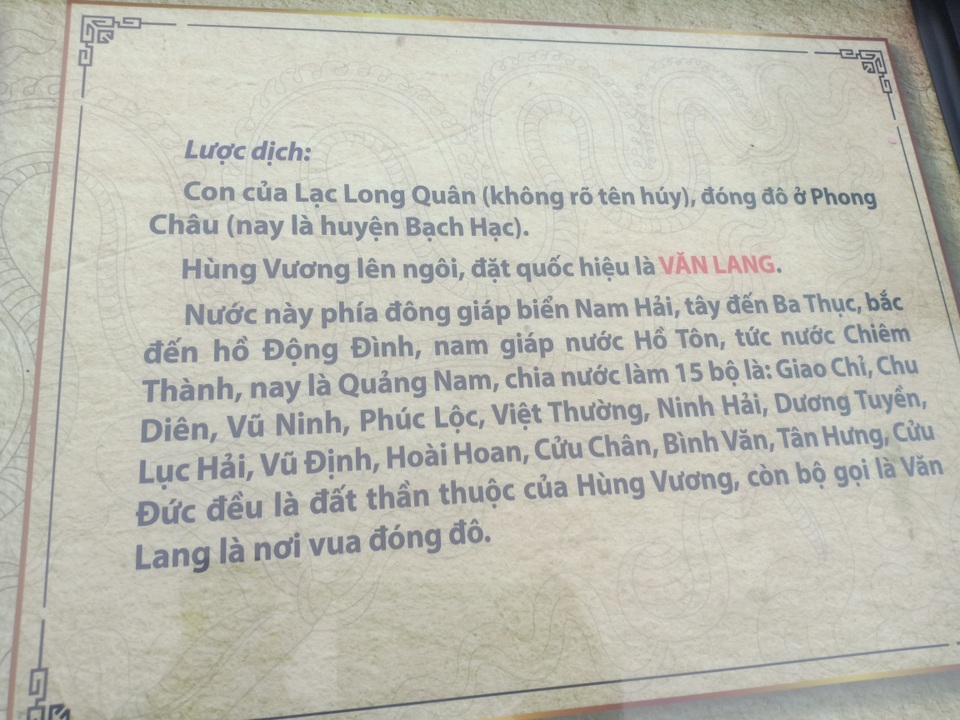 Lược dịch:
Con của Lạc Long Quân (không rõ tên húy), đóng đô ở Phong
Châu (nay là huyện Bạch Hạc).
Hùng Vương lên ngôi, đặt quốc hiệu là VĂN LANG.
Nước này phía đông giáp biển Nam Hải, tây đến Ba Thục, bắc
đến hồ Động Đình, nam giáp nước Hồ Tôn, tức nước Chiêm
Thành, nay là Quảng Nam, chia nước làm 15 bộ là: Giao Chỉ, Chu
Diên, Vũ Ninh, Phúc Lộc, Việt Thường, Ninh Hải, Dương Tuyền,
Lục Hải, Vũ Định, Hoài Hoan, Cửu Chân, Bình Văn, Tân Hưng, Cửu
Đức đều là đất thần thuộc của Hùng Vương, còn bộ gọi là Văn
Lang là nơi vua đóng đô.